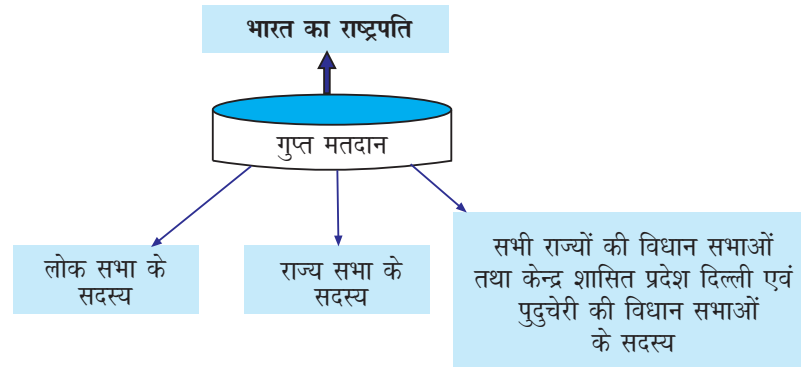 भारत का राष्ट्रपति
गुप्त मतदान
लोक सभा के
सदस्य
राज्य सभा के
सदस्य
सभी राज्यों की विधान सभाओं
तथा केन्द्र शासित प्रदेश दिल्ली एवं
पुदुचेरी की विधान सभाओं
के सदस्य